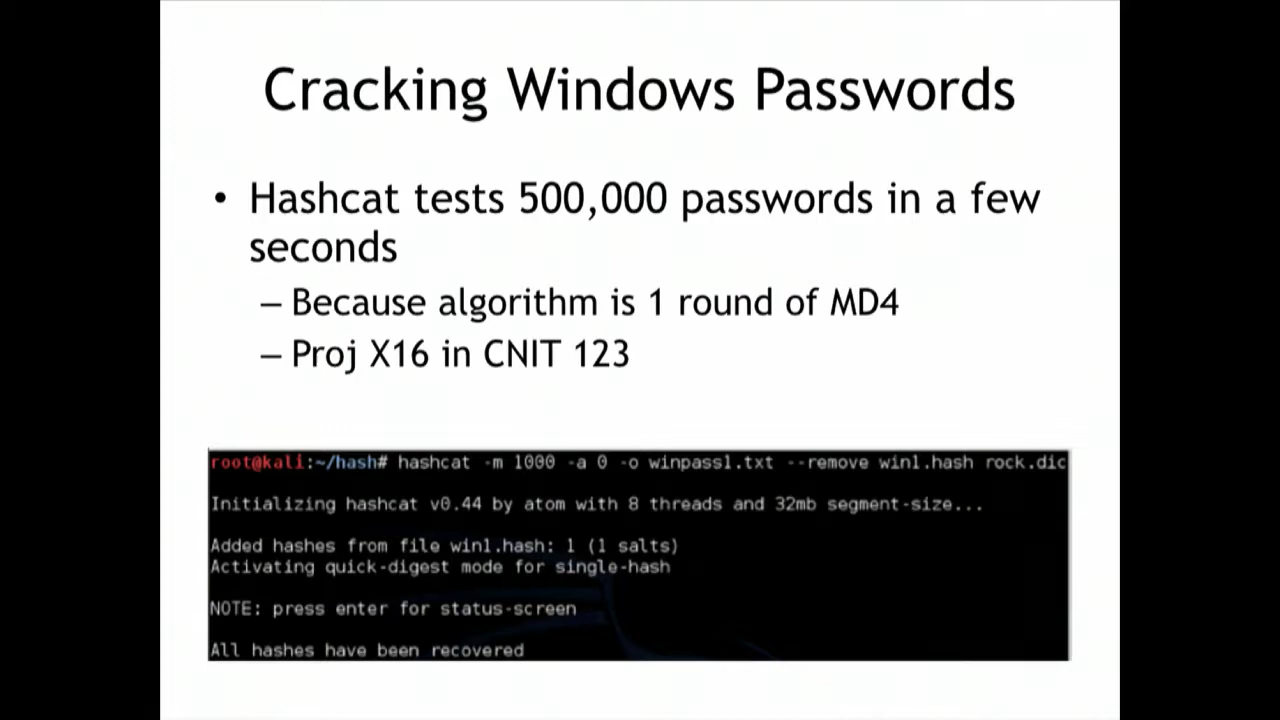 Cracking Windows Passwords
• Hashcat tests 500,000 passwords in a few
seconds
– Because algorithm is 1 round of MD4
– Proj X16 in CNIT 123
root@kali:~/hash# hashcat -m 1000 -a 0 -o winpass1.txt --remove win1.hash rock.dic
Initializing hashcat v0.44 by atom with 8 threads and 32mb segment-size...
Added hashes from file win1.hash: 1 (1 salts)
Activating quick-digest mode for single-hash
NOTE: press enter for status-screen
All hashes have been recovered